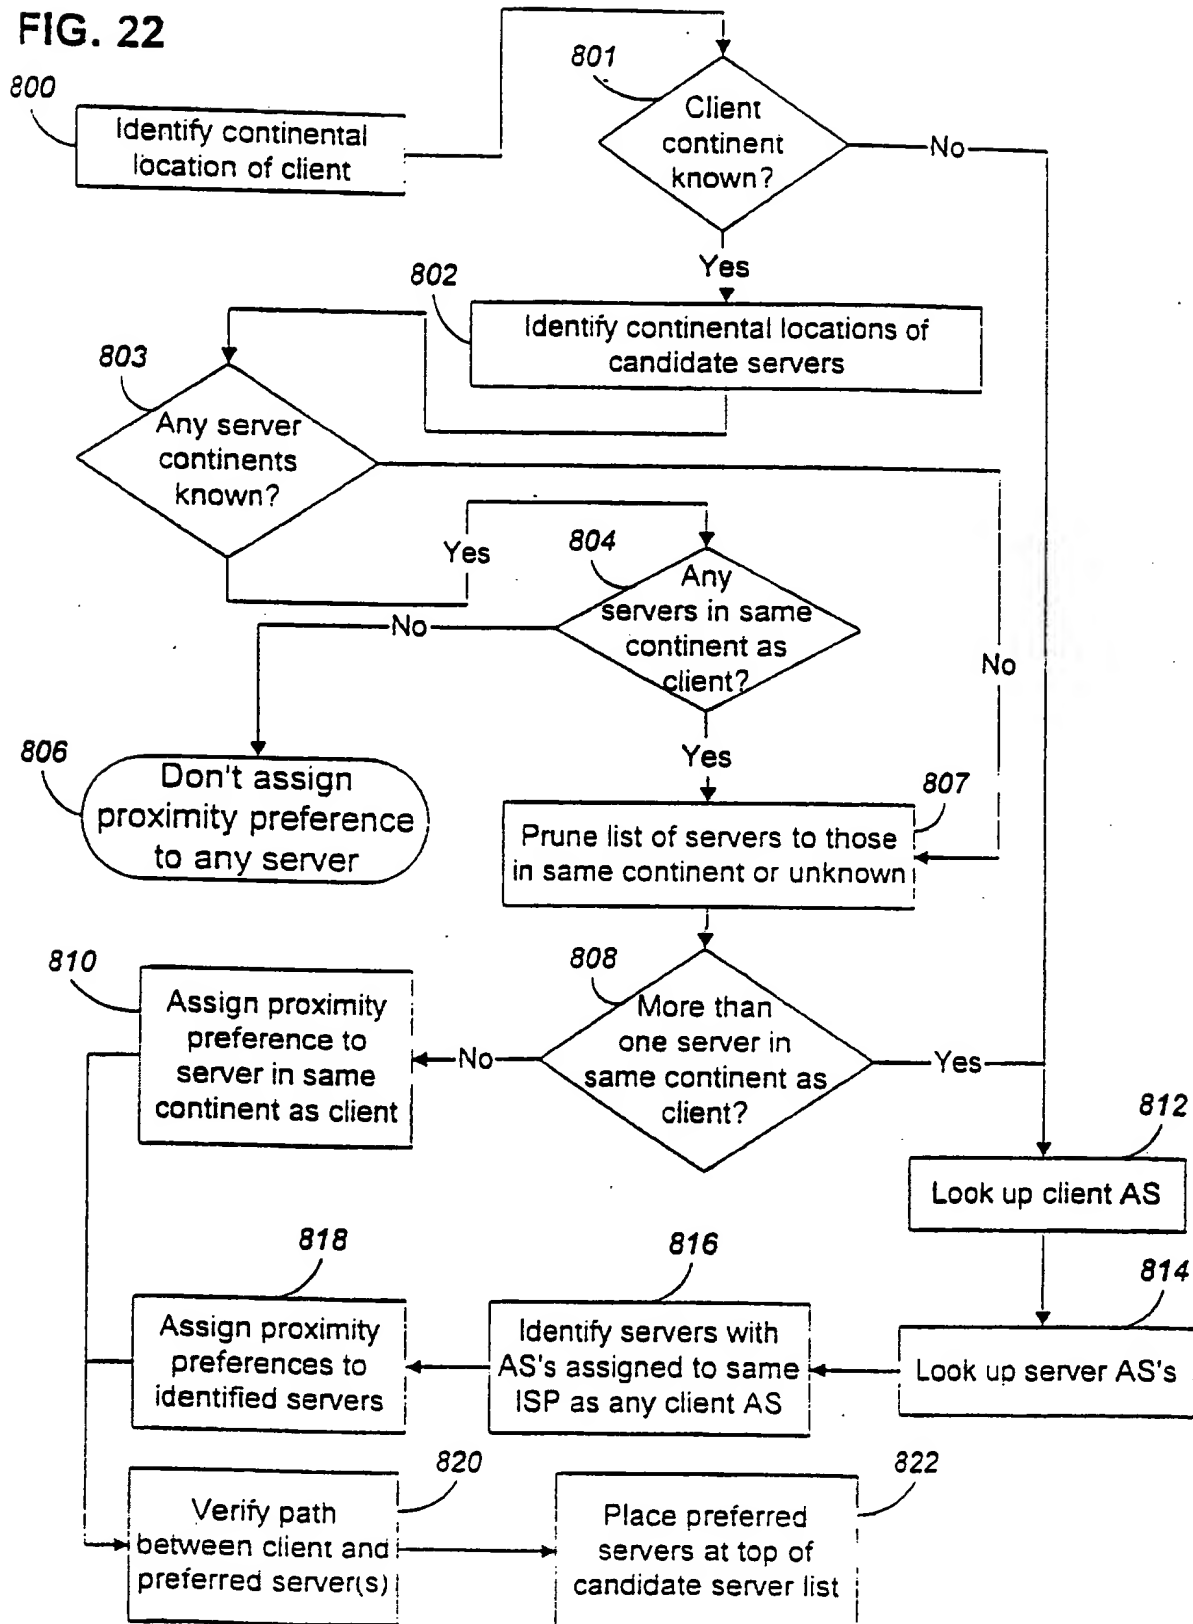 FIG. 22
800
Identify continental
location of client
801
Client
continent
known?
No
Yes
802
Identify continental locations of
candidate servers
803
Any server
continents
known?
Yes
No
804
Any
servers in same
continent as
client?
No
Yes
806
Don't assign
proximity preference
to any server
807
Prune list of servers to those
in same continent or unknown
808
More than
one server in
same continent as
client?
No
Yes
810
Assign proximity
preference to
server in same
continent as client
812
Look up client AS
814
Look up server AS's
816
Identify servers with
AS's assigned to same
ISP as any client AS
818
Assign proximity
preferences to
identified servers
820
Verify path
between client and
preferred server(s)
822
Place preferred
servers at top of
candidate server list